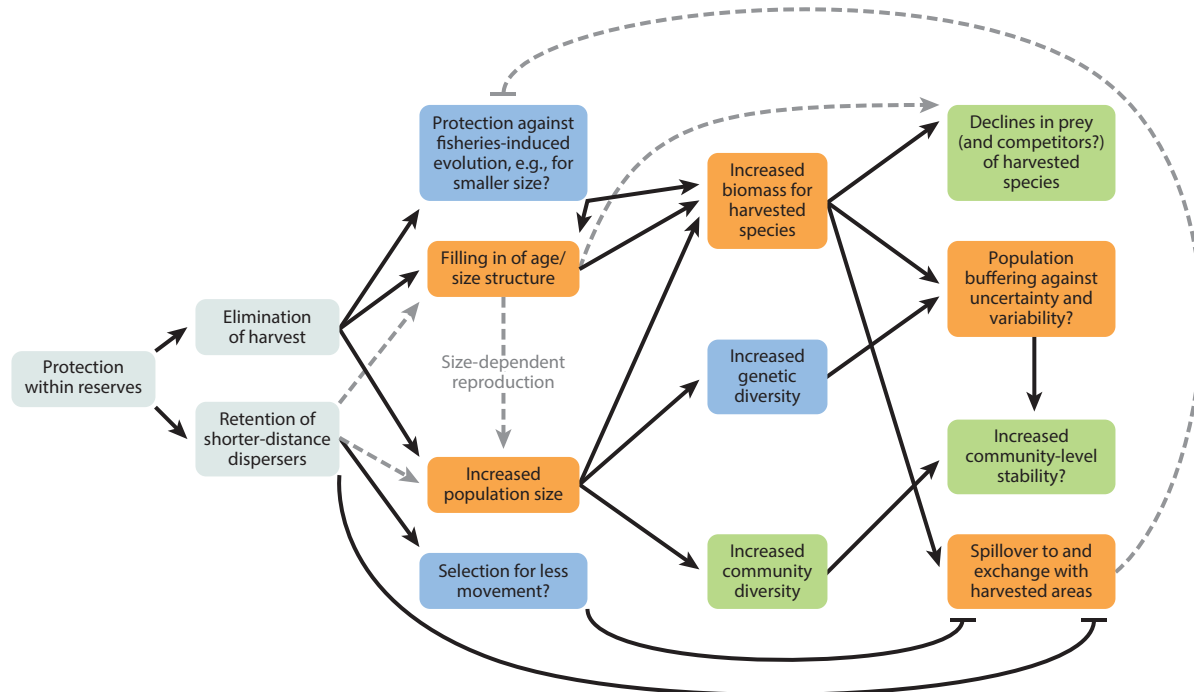 Protection
within reserves
Elimination
of harvest
Retention of
shorter-distance
dispersers
Protection against
fisheries-induced
evolution, e.g., for
smaller size?
Filling in of age/
size structure
Size-dependent
reproduction
Increased
population size
Selection for less
movement?
Increased
biomass for
harvested
species
Increased
genetic
diversity
Increased
community
diversity
Declines in prey
(and competitors?)
of harvested
species
Population
buffering against
uncertainty and
variability?
Increased
community-level
stability?
Spillover to and
exchange with
harvested areas